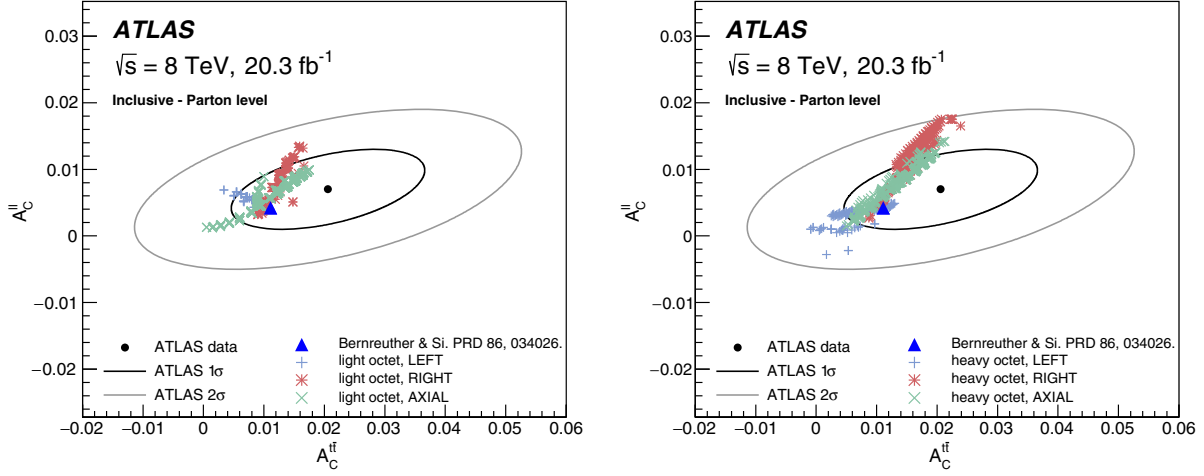 ATLAS
√s = 8 TeV, 20.3 fb⁻¹
Inclusive - Parton level
0.03
0.02
0.01
0
−0.01
−0.02
A_C^ll
ATLAS data
ATLAS 1σ
ATLAS 2σ
Bernreuther & Si. PRD 86, 034026.
light octet, LEFT
light octet, RIGHT
light octet, AXIAL
−0.02 −0.01 0 0.01 0.02 0.03 0.04 0.05 0.06
A_C^tt̄
ATLAS
√s = 8 TeV, 20.3 fb⁻¹
Inclusive - Parton level
0.03
0.02
0.01
0
−0.01
−0.02
A_C^ll
ATLAS data
ATLAS 1σ
ATLAS 2σ
Bernreuther & Si. PRD 86, 034026.
heavy octet, LEFT
heavy octet, RIGHT
heavy octet, AXIAL
−0.02 −0.01 0 0.01 0.02 0.03 0.04 0.05 0.06
A_C^tt̄